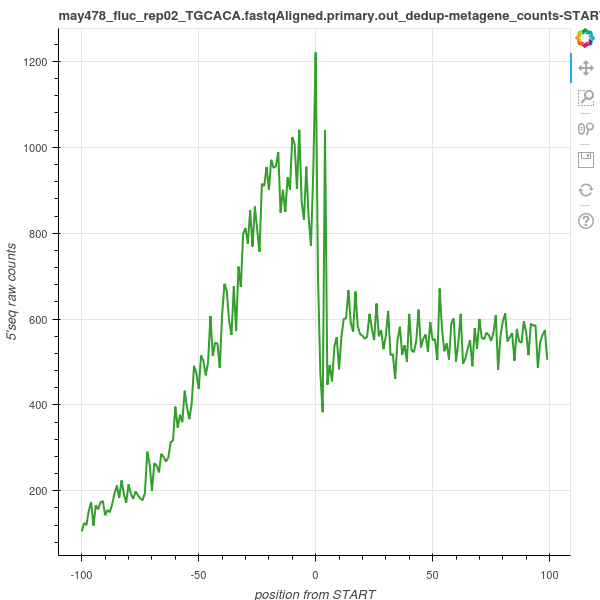 may478_fluc_rep02_TGCACA.fastqAligned.primary.out_dedup-metagene_counts-START
1200
1000
800
600
400
200
5'seq raw counts
-100 -50 0 50 100
position from START